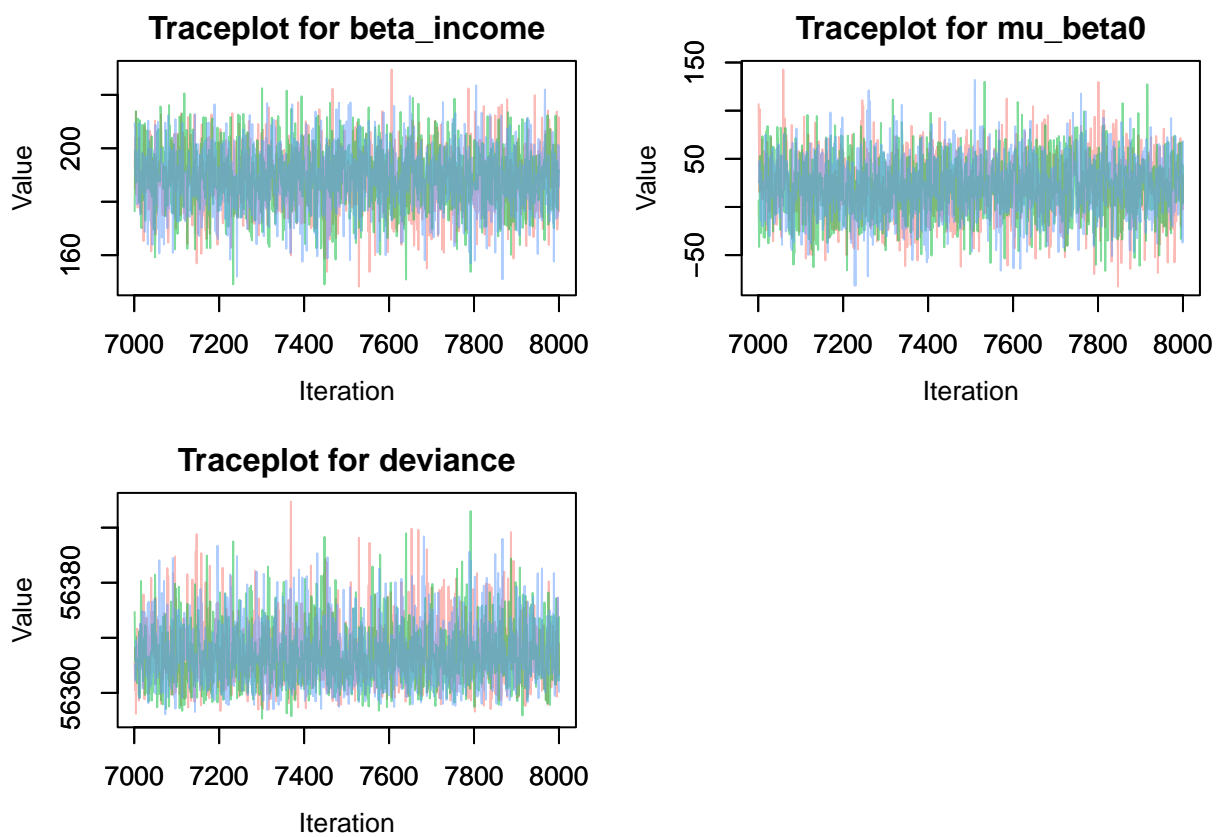 Traceplot for beta_income
Value
200
160
7000 7200 7400 7600 7800 8000
Iteration
Traceplot for mu_beta0
Value
150
50
−50
7000 7200 7400 7600 7800 8000
Iteration
Traceplot for deviance
Value
56380
56360
7000 7200 7400 7600 7800 8000
Iteration